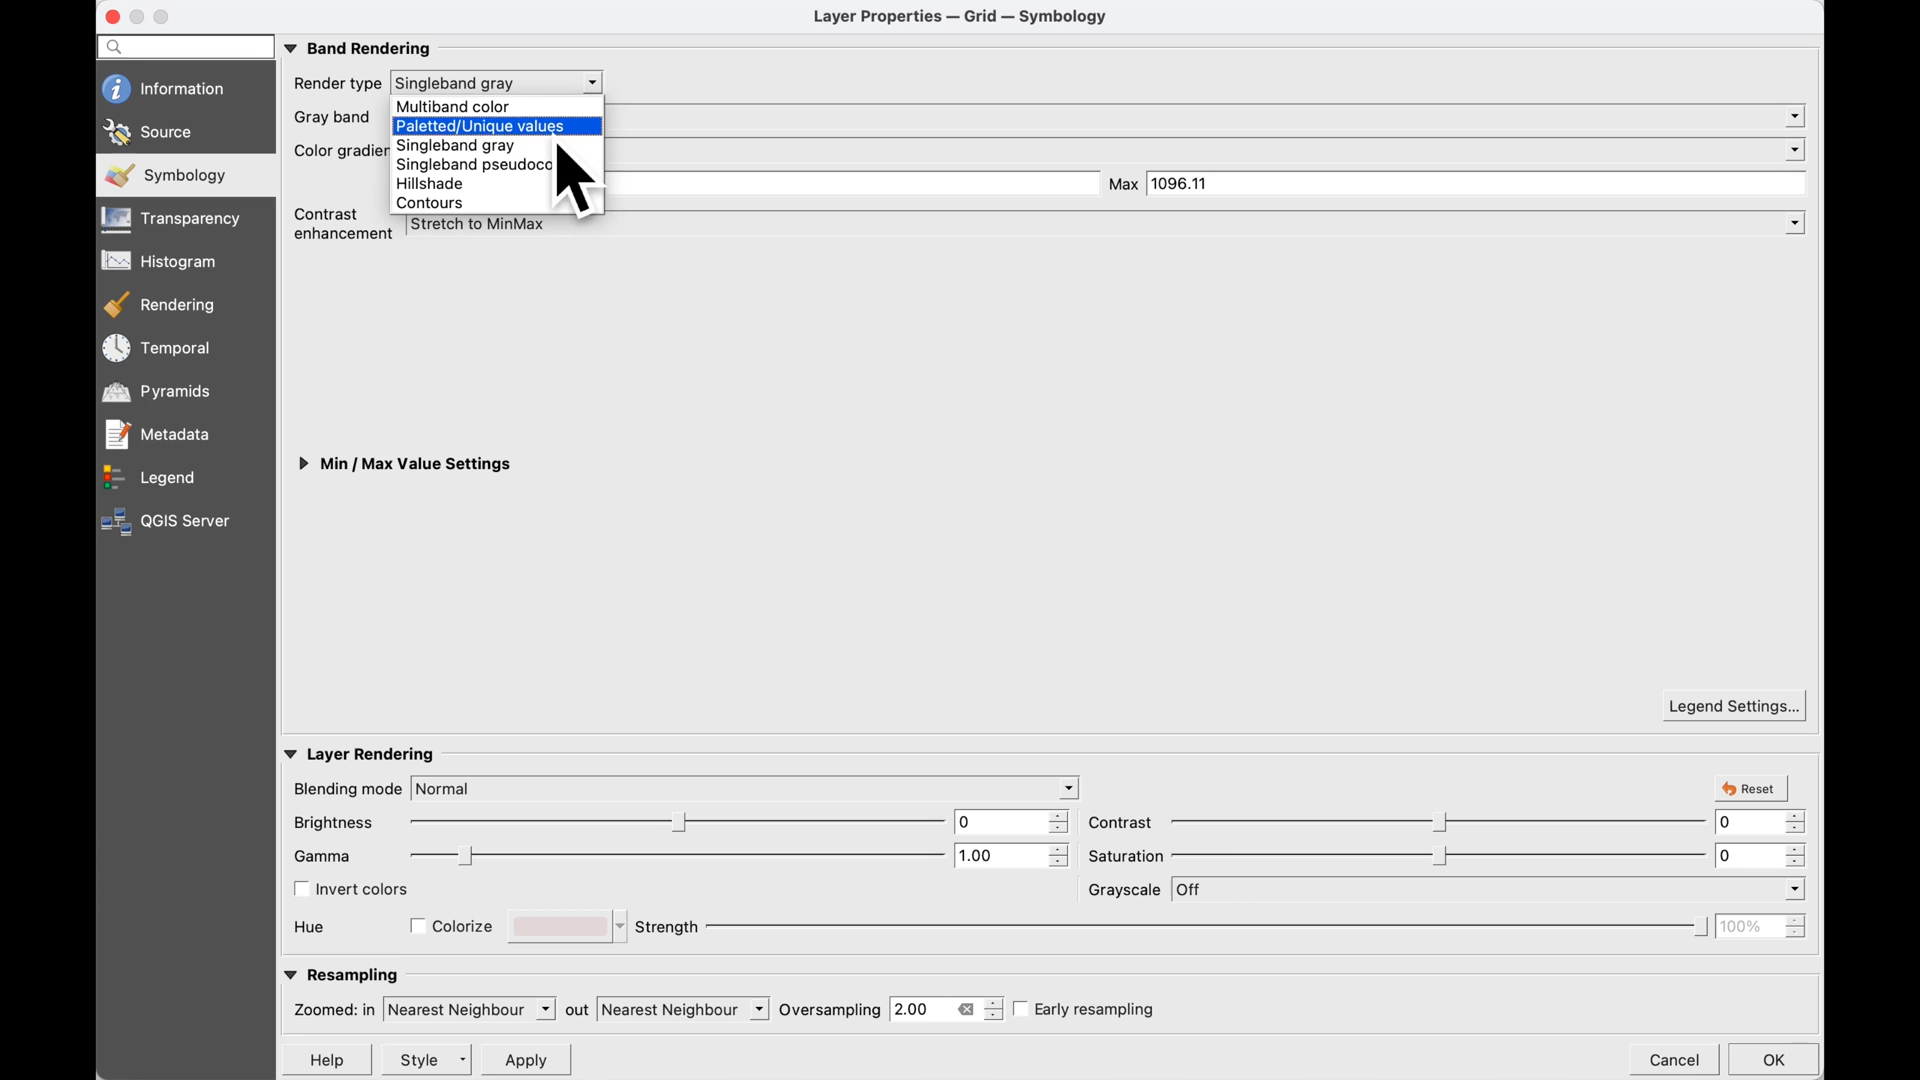 Layer Properties — Grid — Symbology
Information
Source
Symbology
Transparency
Histogram
Rendering
Temporal
Pyramids
Metadata
Legend
QGIS Server
Band Rendering
Render type Singleband gray
Multiband color
Paletted/Unique values
Singleband gray
Singleband pseudoco
Hillshade
Contours
Gray band
Color gradien
Max 1096.11
Contrast
enhancement Stretch to MinMax
Min / Max Value Settings
Legend Settings...
Layer Rendering
Blending mode Normal Reset
Brightness 0 Contrast 0
Gamma 1.00 Saturation 0
Invert colors Grayscale Off
Hue Colorize Strength 100%
Resampling
Zoomed: in Nearest Neighbour out Nearest Neighbour Oversampling 2.00 Early resampling
Help Style Apply Cancel OK